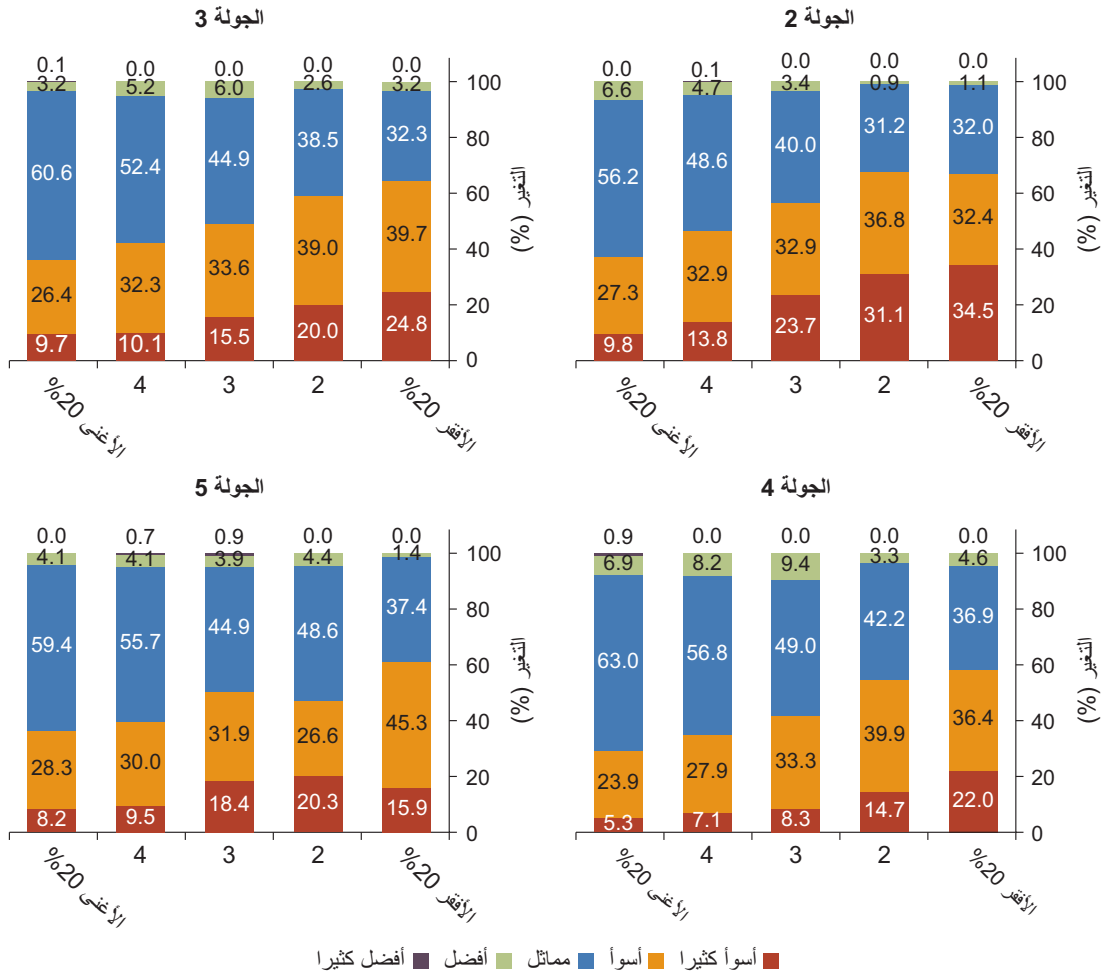 الجولة 2
0.0 0.0 0.0 0.1 0.0
1.1 0.9 3.4 4.7 6.6
32.0 31.2 40.0 48.6 56.2
32.4 36.8 32.9 32.9 27.3
34.5 31.1 23.7 13.8 9.8
100
80
60
40
20
0
التغير (%)
الأفقر 20%
2
3
4
الأغنى 20%
الجولة 3
0.0 0.0 0.0 0.0 0.1
3.2 2.6 6.0 5.2 3.2
32.3 38.5 44.9 52.4 60.6
39.7 39.0 33.6 32.3 26.4
24.8 20.0 15.5 10.1 9.7
100
80
60
40
20
0
التغير (%)
الأفقر 20%
2
3
4
الأغنى 20%
الجولة 4
0.0 0.0 0.0 0.0 0.9
4.6 3.3 9.4 8.2 6.9
36.9 42.2 49.0 56.8 63.0
36.4 39.9 33.3 27.9 23.9
22.0 14.7 8.3 7.1 5.3
100
80
60
40
20
0
التغير (%)
الأفقر 20%
2
3
4
الأغنى 20%
الجولة 5
0.0 0.0 0.9 0.7 0.0
1.4 4.4 3.9 4.1 4.1
37.4 48.6 44.9 55.7 59.4
45.3 26.6 31.9 30.0 28.3
15.9 20.3 18.4 9.5 8.2
100
80
60
40
20
0
التغير (%)
الأفقر 20%
2
3
4
الأغنى 20%
أسوأ كثيرا أسوأ مماثل أفضل أفضل كثيرا